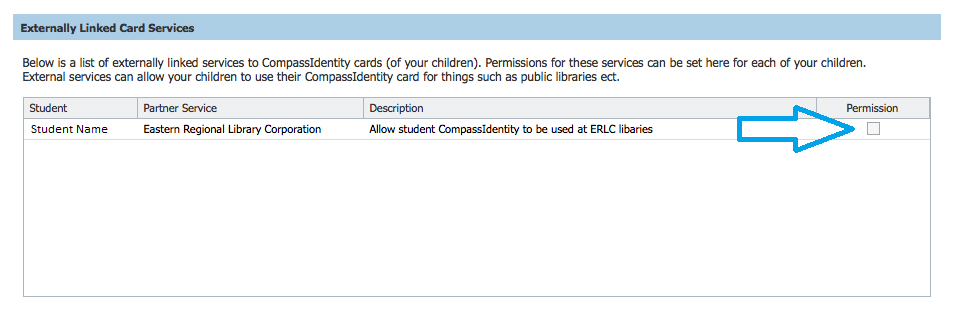 Externally Linked Card Services
Below is a list of externally linked services to CompassIdentity cards (of your children). Permissions for these services can be set here for each of your children.
External services can allow your children to use their CompassIdentity card for things such as public libraries ect.
Student Partner Service Description Permission
Student Name Eastern Regional Library Corporation Allow student CompassIdentity to be used at ERLC libaries